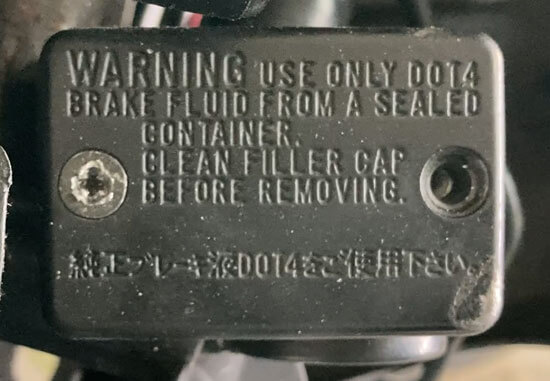 WARNING USE ONLY DOT4
BRAKE FLUID FROM A SEALED
CONTAINER.
CLEAN FILLER CAP
BEFORE REMOVING.
純正ブレーキ液DOT4をご使用下さい。